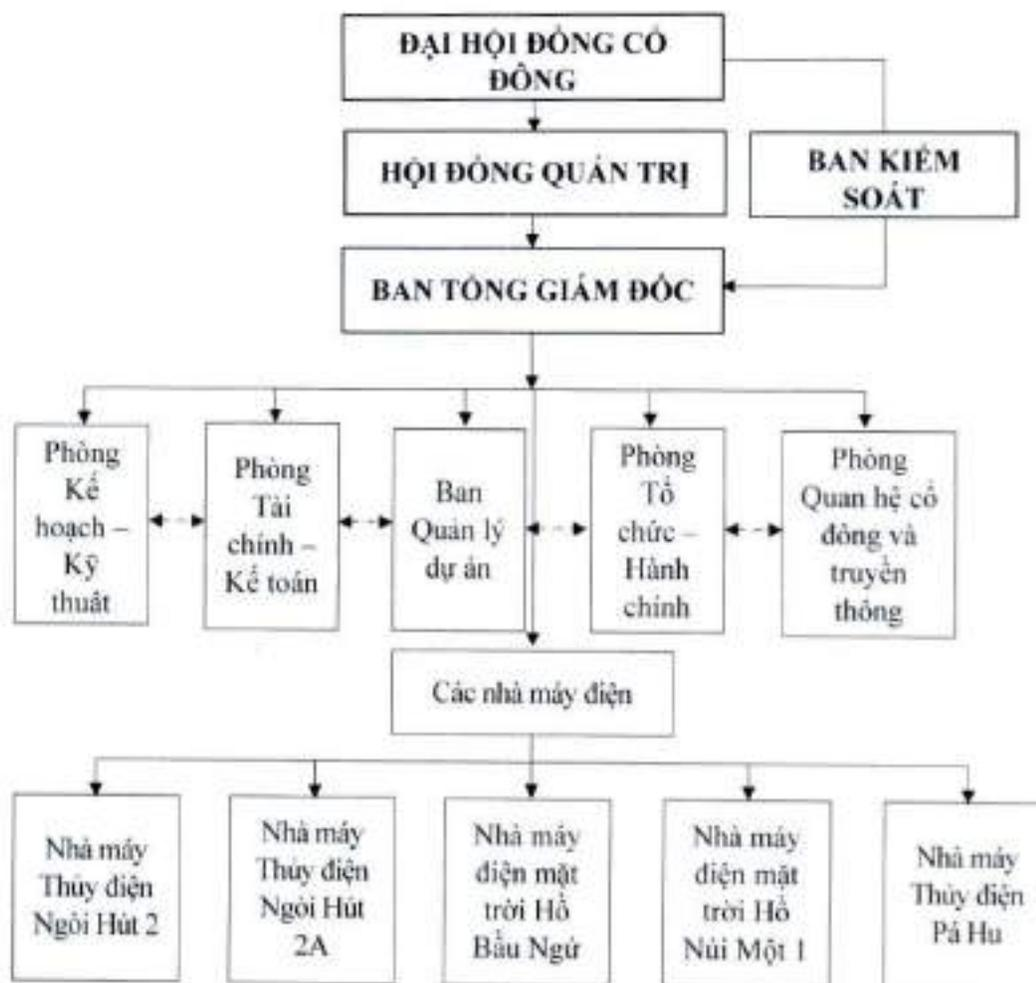 ĐẠI HỘI ĐỒNG CỔ
ĐÔNG
HỘI ĐỒNG QUẢN TRỊ
BAN KIỂM
SOÁT
BAN TỔNG GIÁM ĐỐC
Phòng
Kế
hoạch –
Kỹ
thuât
Phòng
Tài
chính –
Kế toán
Ban
Quản lý
dự án
Phòng
Tổ
chức –
Hành
chính
Phòng
Quan hệ cổ
đông và
truyền
thông
Các nhà máy điện
Nhà máy
Thủy điện
Ngòi Hút 2
Nhà máy
Thủy điện
Ngòi Hút
2A
Nhà máy
điện mặt
trời Hồ
Bầu Ngứ
Nhà máy
điện mặt
trời Hồ
Núi Một 1
Nhà máy
Thủy điện
Pá Hu